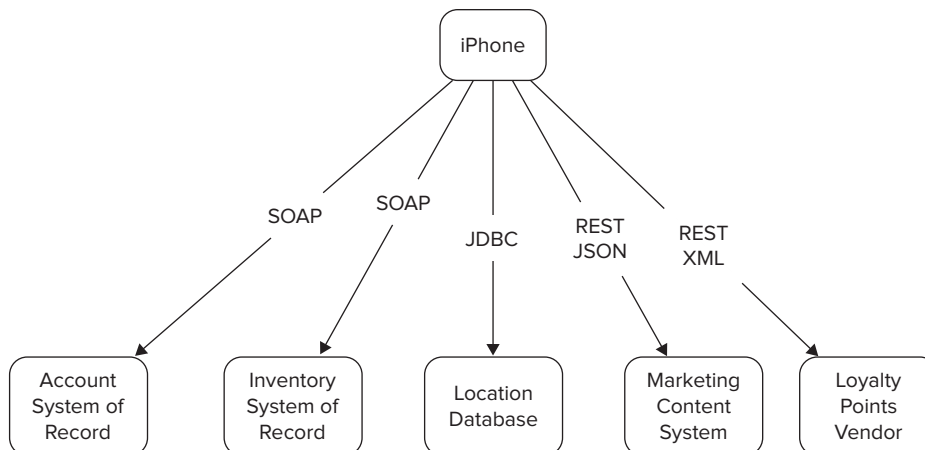 iPhone
SOAP
SOAP
JDBC
REST
JSON
REST
XML
Account
System of
Record
Inventory
System of
Record
Location
Database
Marketing
Content
System
Loyalty
Points
Vendor